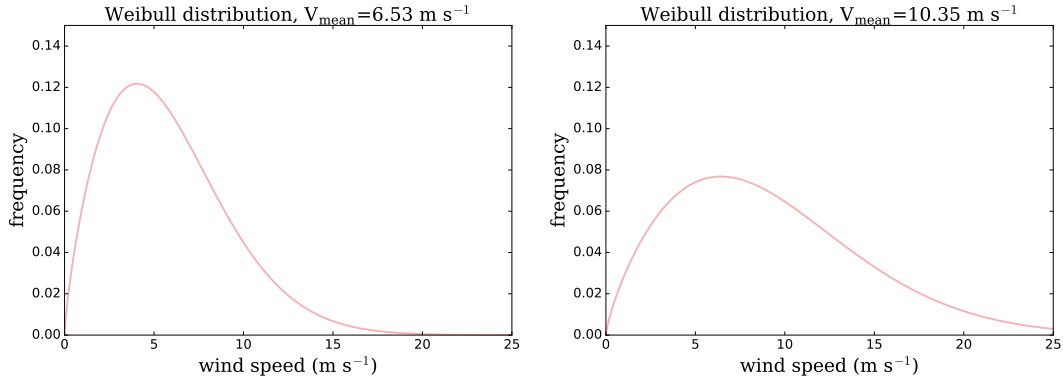 Weibull distribution, Vmean=6.53 m s−1
0.14
0.12
0.10
0.08
0.06
0.04
0.02
0.00
frequency
0 5 10 15 20 25
wind speed (m s−1)
Weibull distribution, Vmean=10.35 m s−1
0.14
0.12
0.10
0.08
0.06
0.04
0.02
0.00
frequency
0 5 10 15 20 25
wind speed (m s−1)